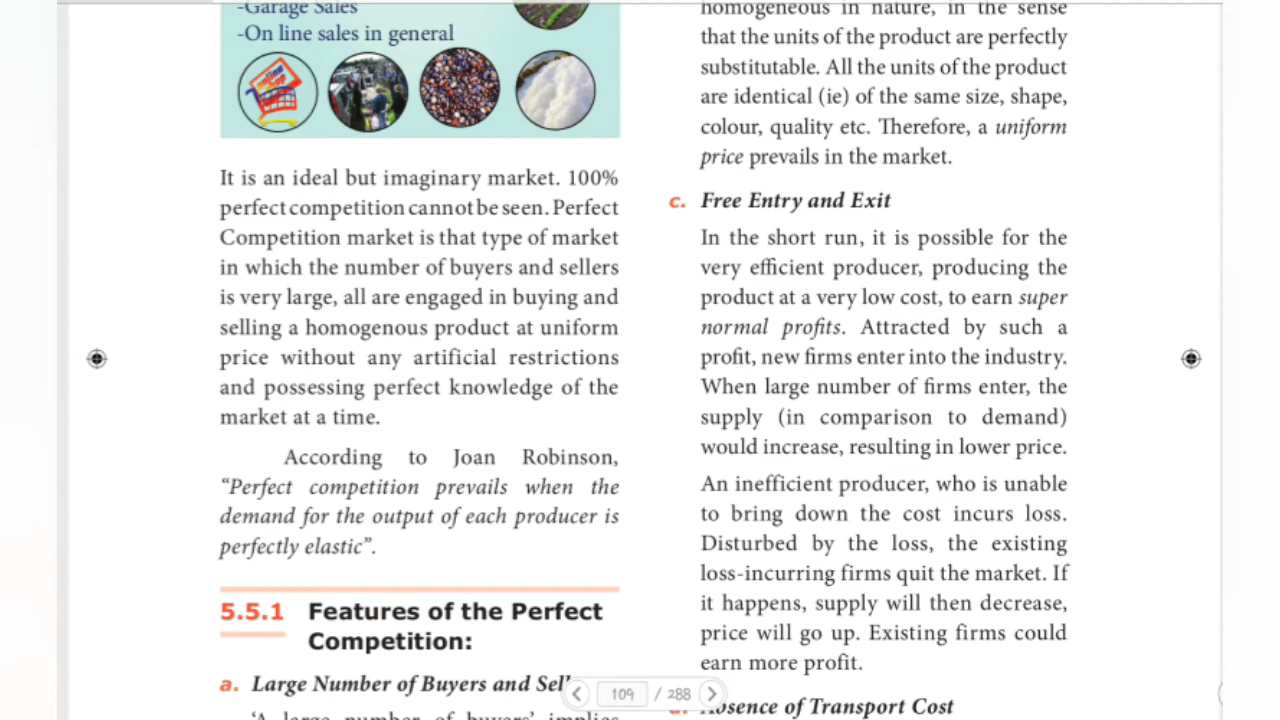 -Garage Sales
-On line sales in general
It is an ideal but imaginary market. 100%
perfect competition cannot be seen. Perfect
Competition market is that type of market
in which the number of buyers and sellers
is very large, all are engaged in buying and
selling a homogenous product at uniform
price without any artificial restrictions
and possessing perfect knowledge of the
market at a time.
According to Joan Robinson,
“Perfect competition prevails when the
demand for the output of each producer is
perfectly elastic”.
5.5.1 Features of the Perfect
Competition:
a. Large Number of Buyers and Sell
‘A large number of buyers’ implies
homogeneous in nature, in the sense
that the units of the product are perfectly
substitutable. All the units of the product
are identical (ie) of the same size, shape,
colour, quality etc. Therefore, a uniform
price prevails in the market.
c. Free Entry and Exit
In the short run, it is possible for the
very efficient producer, producing the
product at a very low cost, to earn super
normal profits. Attracted by such a
profit, new firms enter into the industry.
When large number of firms enter, the
supply (in comparison to demand)
would increase, resulting in lower price.
An inefficient producer, who is unable
to bring down the cost incurs loss.
Disturbed by the loss, the existing
loss-incurring firms quit the market. If
it happens, supply will then decrease,
price will go up. Existing firms could
earn more profit.
d. Absence of Transport Cost
109 / 288